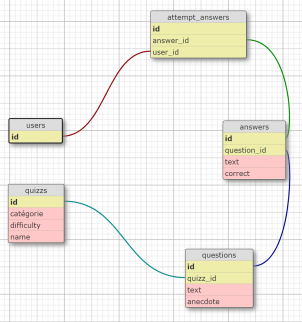 attempt_answers
id
answer_id
user_id
users
id
answers
id
question_id
text
correct
quizzs
id
catégorie
difficulty
name
questions
id
quizz_id
text
anecdote